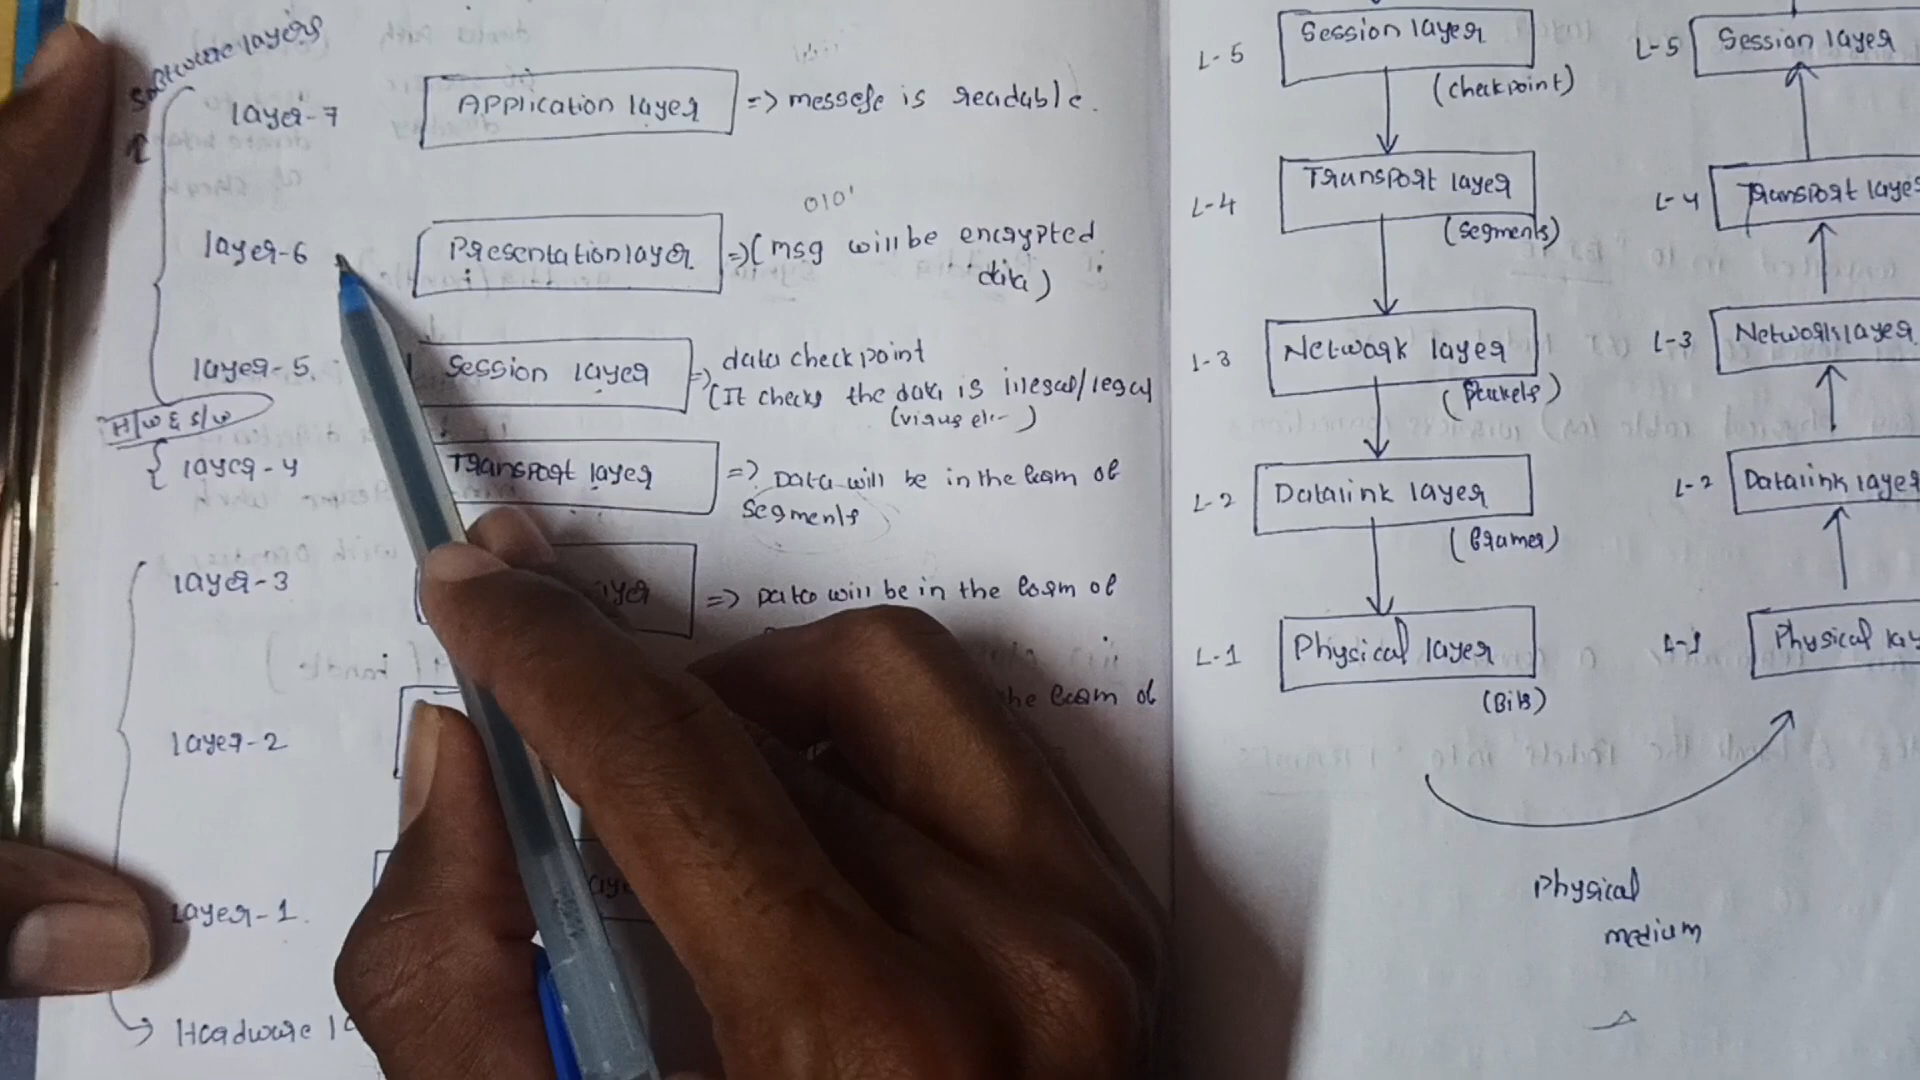 software layers
layer-7 Application layer => messefe is readable.
010'
layer-6 Presentation layer =>( msg will be encrypted
data)
layer-5. Session layer => data checkpoint
(It checks the data is illegal/legal
(virus etc- )
H/w & s/w
layer-4 Transport layer => Data will be in the form of
segments
layer-3 layer => Data will be in the form of
the form of
layer-2
layer-1.
Hardware
L-5 Session layer
(checkpoint)
L-4 Transport layer
(segments)
L-3 Network layer
(packets)
L-2 Datalink layer
(frames)
L-1 Physical layer
(Bits)
L-5 Session layer
L-4 Transport laye
L-3 Network layer
L-2 Datalink layer
L-1 Physical lay
Physical
medium